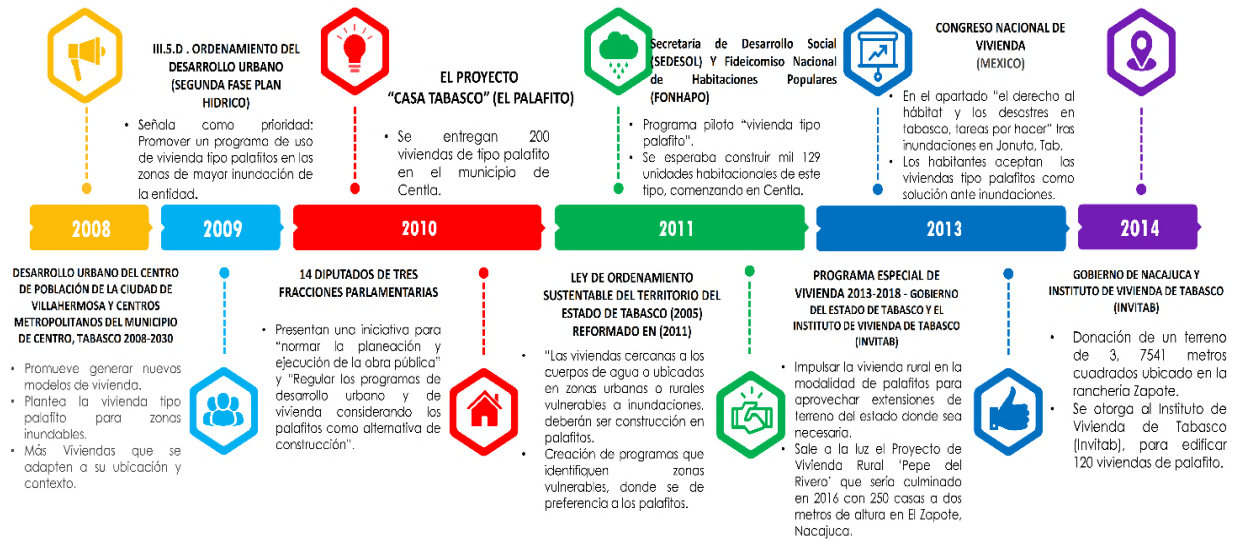 III.5.D . ORDENAMIENTO DEL
DESARROLLO URBANO
(SEGUNDA FASE PLAN
HIDRICO)
• Señala como prioridad:
Promover un programa de uso
de vivienda tipo palafitos en las
zonas de mayor inundación de
la entidad.
EL PROYECTO
"CASA TABASCO" (EL PALAFITO)
• Se entregan 200
viviendas de tipo palafito
en el municipio de
Centla.
Secretaría de Desarrollo Social
(SEDESOL) Y Fideicomiso Nacional
de Habitaciones Populares
(FONHAPO)
• Programa piloto "vivienda tipo
palafito".
• Se esperaba construir mil 129
unidades habitacionales de este
tipo, comenzando en Centla.
CONGRESO NACIONAL DE
VIVIENDA
(MEXICO)
• En el apartado "el derecho al
hábitat y los desastres en
tabasco, tareas por hacer" tras
inundaciones en Jonuta, Tab.
• Los habitantes aceptan las
viviendas tipo palafitos como
solución ante inundaciones.
2008
2009
2010
2011
2013
2014
DESARROLLO URBANO DEL CENTRO
DE POBLACIÓN DE LA CIUDAD DE
VILLAHERMOSA Y CENTROS
METROPOLITANOS DEL MUNICIPIO
DE CENTRO, TABASCO 2008-2030
• Promueve generar nuevos
modelos de vivienda.
• Plantea la vivienda tipo
palafito para zonas
inundables.
• Más Viviendas que se
adapten a su ubicación y
contexto.
14 DIPUTADOS DE TRES
FRACCIONES PARLAMENTARIAS
• Presentan una iniciativa para
"normar la planeación y
ejecución de la obra pública"
y "Regular los programas de
desarrollo urbano y de
vivienda considerando los
palafitos como alternativa de
construcción".
LEY DE ORDENAMIENTO
SUSTENTABLE DEL TERRITORIO DEL
ESTADO DE TABASCO (2005)
REFORMADO EN (2011)
• "Las viviendas cercanas a los
cuerpos de agua o ubicadas
en zonas urbanas o rurales
vulnerables a inundaciones,
deberán ser construcción en
palafitos.
• Creación de programas que
identifiquen zonas
vulnerables, donde se de
preferencia a los palafitos.
PROGRAMA ESPECIAL DE
VIVIENDA 2013-2018 - GOBIERNO
DEL ESTADO DE TABASCO Y EL
INSTITUTO DE VIVIENDA DE TABASCO
(INVITAB)
• Impulsar la vivienda rural en la
modalidad de palafitos para
aprovechar extensiones de
terreno del estado donde sea
necesaria.
• Sale a la luz el Proyecto de
Vivienda Rural 'Pepe del
Rivero' que sería culminado
en 2016 con 250 casas a dos
metros de altura en El Zapote,
Nacajuca.
GOBIERNO DE NACAJUCA Y
INSTITUTO DE VIVIENDA DE TABASCO
(INVITAB)
• Donación de un terreno
de 3, 7541 metros
cuadrados ubicado en la
ranchería Zapote.
• Se otorga al Instituto de
Vivienda de Tabasco
(Invitab), para edificar
120 viviendas de palafito.